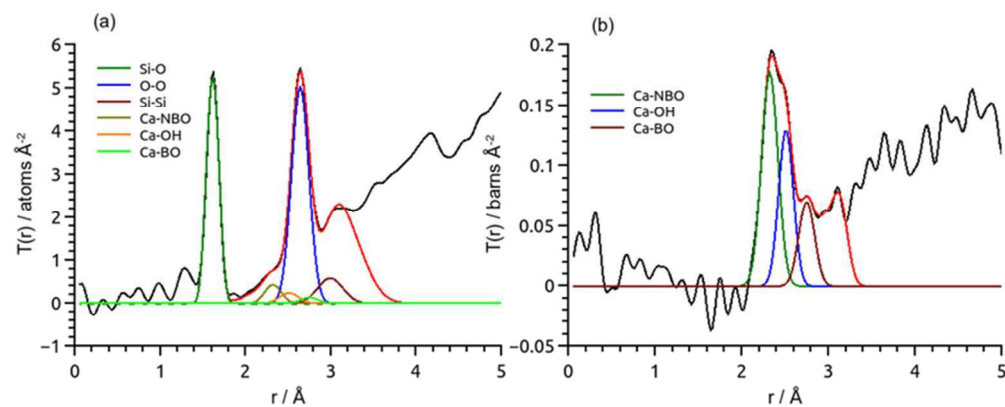 (a)
T(r) / atoms Å-2
6
5
4
3
2
1
0
−1
Si-O
O-O
Si-Si
Ca-NBO
Ca-OH
Ca-BO
0 1 2 3 4 5
r / Å
(b)
T(r) / barns Å-2
0.2
0.15
0.1
0.05
0
−0.05
Ca-NBO
Ca-OH
Ca-BO
0 1 2 3 4 5
r / Å